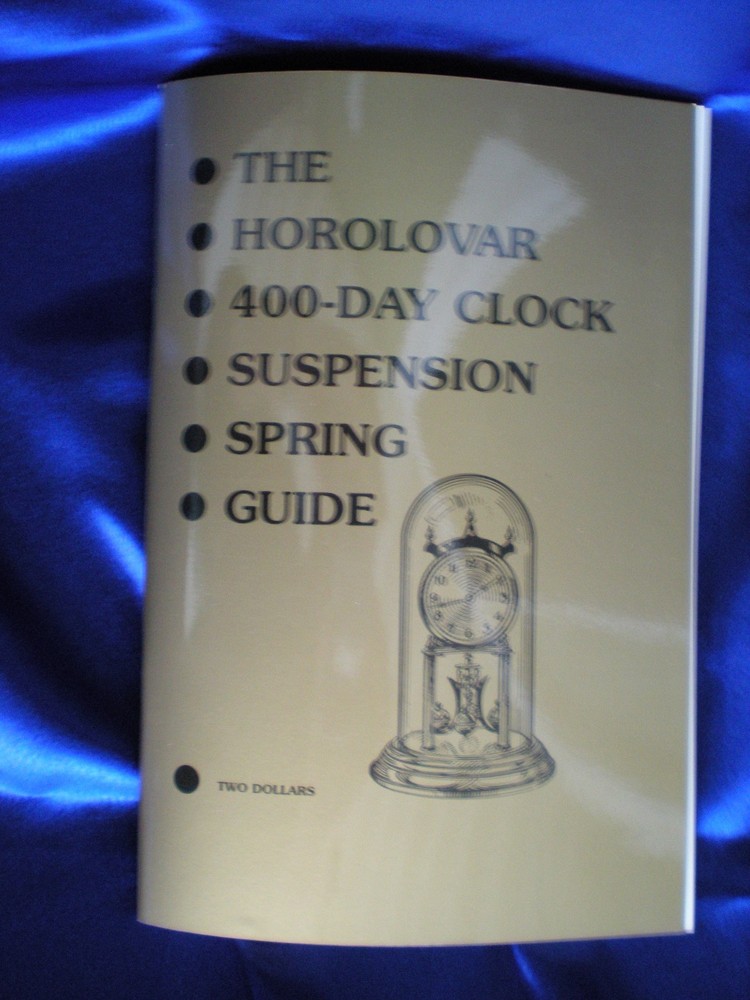 ● THE
● HOROLOVAR
● 400-DAY CLOCK
● SUSPENSION
● SPRING
● GUIDE
● TWO DOLLARS